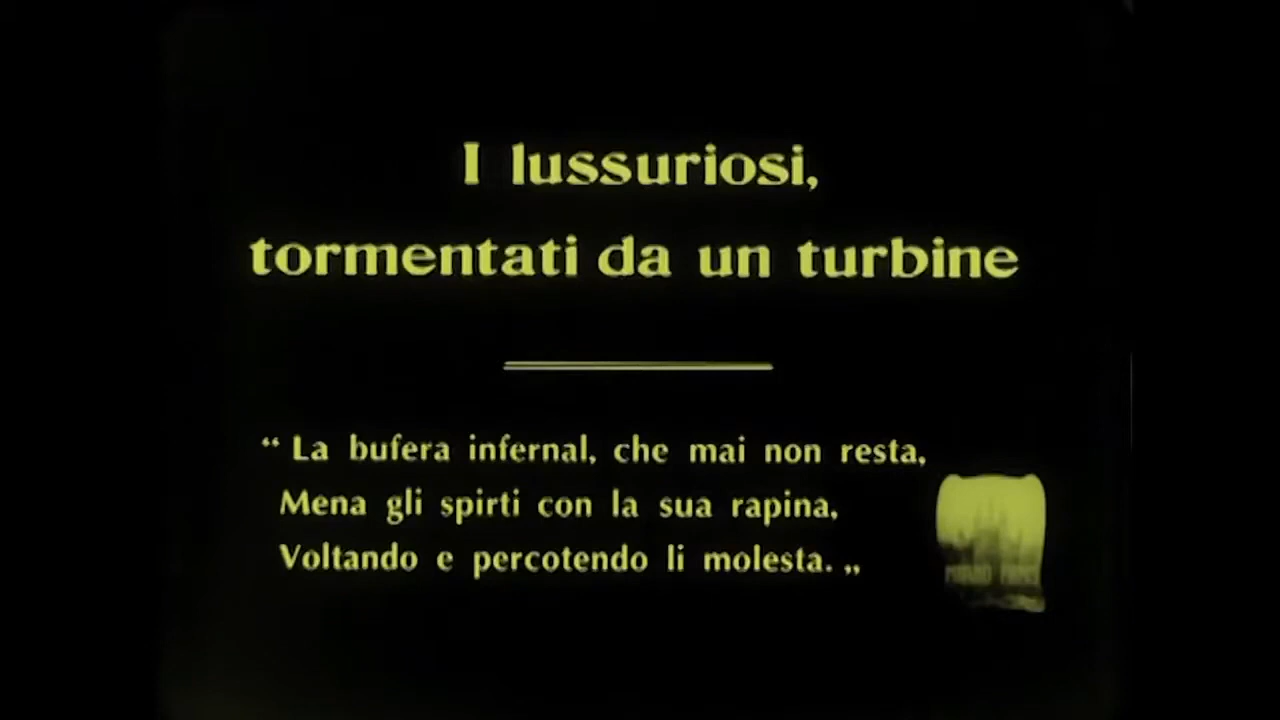 I lussuriosi,
tormentati da un turbine
“ La bufera infernal, che mai non resta,
Mena gli spirti con la sua rapina,
Voltando e percotendo li molesta. „